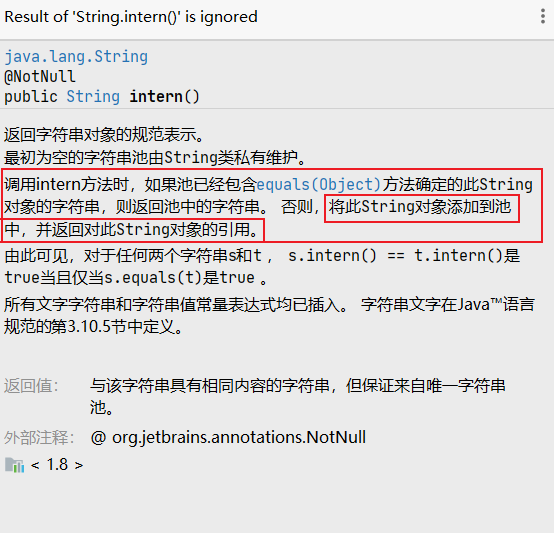 Result of 'String.intern()' is ignored
java.lang.String
@NotNull
public String intern()
返回字符串对象的规范表示。
最初为空的字符串池由String类私有维护。
调用intern方法时，如果池已经包含equals(Object)方法确定的此String
对象的字符串，则返回池中的字符串。 否则，将此String对象添加到池
中，并返回对此String对象的引用。
由此可见，对于任何两个字符串s和t ， s.intern() == t.intern()是
true当且仅当s.equals(t)是true 。
所有文字字符串和字符串值常量表达式均已插入。 字符串文字在Java™语言
规范的第3.10.5节中定义。
返回值： 与该字符串具有相同内容的字符串，但保证来自唯一字符串
池。
外部注释： @ org.jetbrains.annotations.NotNull
< 1.8 >